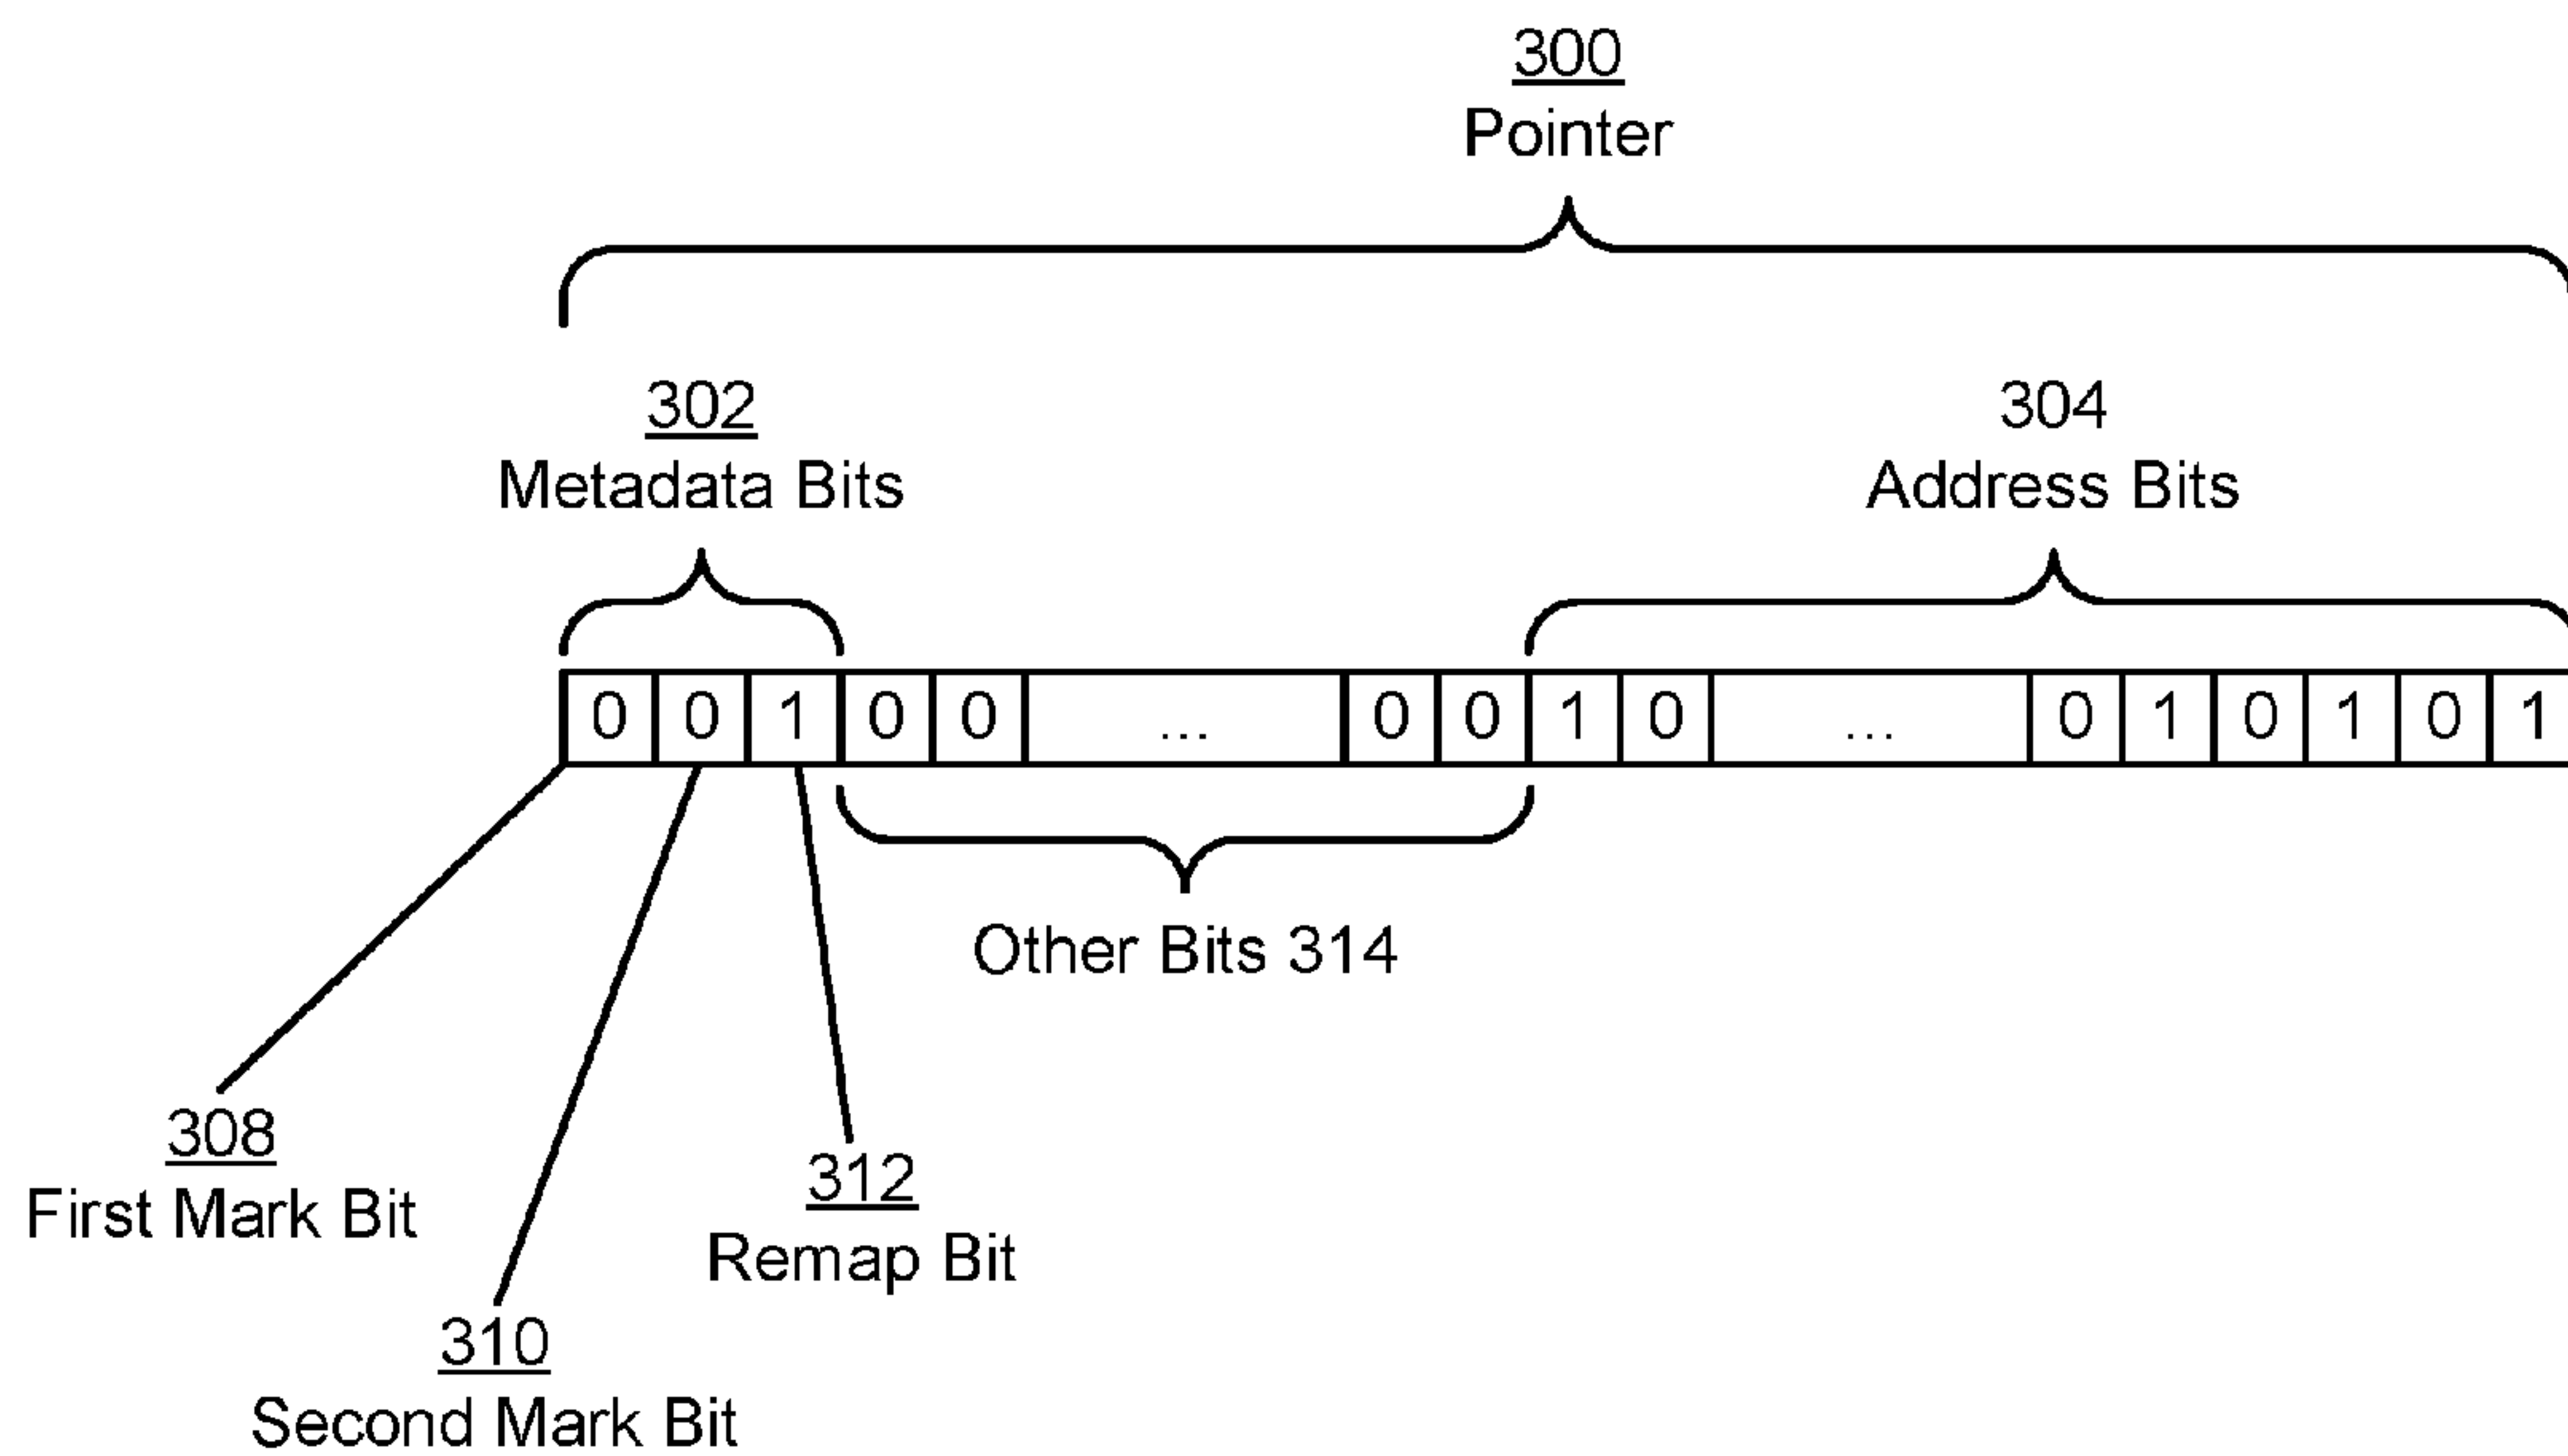 300
Pointer
302
Metadata Bits
304
Address Bits
0 0 1 0 0 ... 0 0 1 0 ... 0 1 0 1 0 1
Other Bits 314
308
First Mark Bit
312
Remap Bit
310
Second Mark Bit